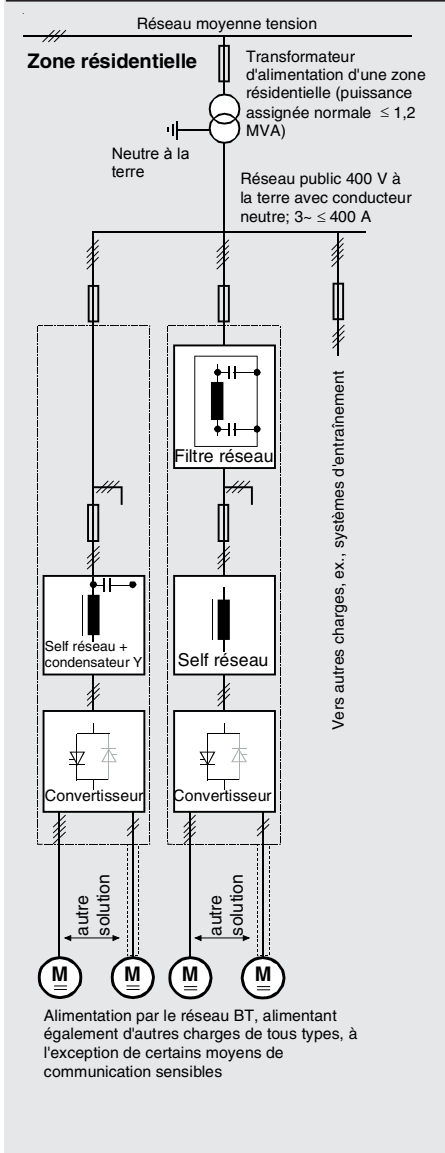 Réseau moyenne tension
Zone résidentielle
Transformateur
d'alimentation d'une zone
résidentielle (puissance
assignée normale ≤ 1,2
MVA)
Neutre à la
terre
Réseau public 400 V à
la terre avec conducteur
neutre; 3~ ≤ 400 A
Filtre réseau
Self réseau +
condensateur Y
Self réseau
Convertisseur
Convertisseur
Vers autres charges, ex., systèmes d'entraînement
autre
solution
autre
solution
M
M
M
M
Alimentation par le réseau BT, alimentant
également d'autres charges de tous types, à
l'exception de certains moyens de
communication sensibles